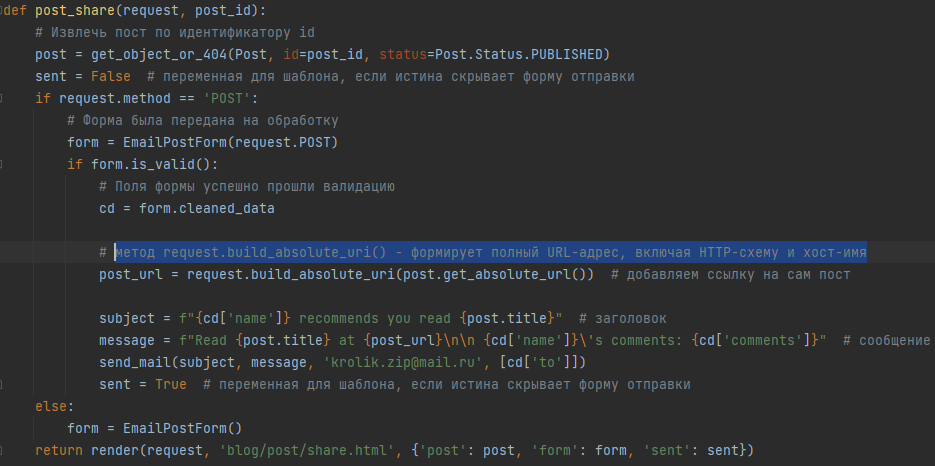 def post_share(request, post_id):
    # Извлечь пост по идентификатору id
    post = get_object_or_404(Post, id=post_id, status=Post.Status.PUBLISHED)
    sent = False  # переменная для шаблона, если истина скрывает форму отправки
    if request.method == 'POST':
        # Форма была передана на обработку
        form = EmailPostForm(request.POST)
        if form.is_valid():
            # Поля формы успешно прошли валидацию
            cd = form.cleaned_data
            # метод request.build_absolute_uri() - формирует полный URL-адрес, включая HTTP-схему и хост-имя
            post_url = request.build_absolute_uri(post.get_absolute_url())  # добавляем ссылку на сам пост
            subject = f"{cd['name']} recommends you read {post.title}"  # заголовок
            message = f"Read {post.title} at {post_url}\n\n {cd['name']}\'s comments: {cd['comments']}"  # сообщение
            send_mail(subject, message, 'krolik.zip@mail.ru', [cd['to']])
            sent = True  # переменная для шаблона, если истина скрывает форму отправки
    else:
        form = EmailPostForm()
    return render(request, 'blog/post/share.html', {'post': post, 'form': form, 'sent': sent})